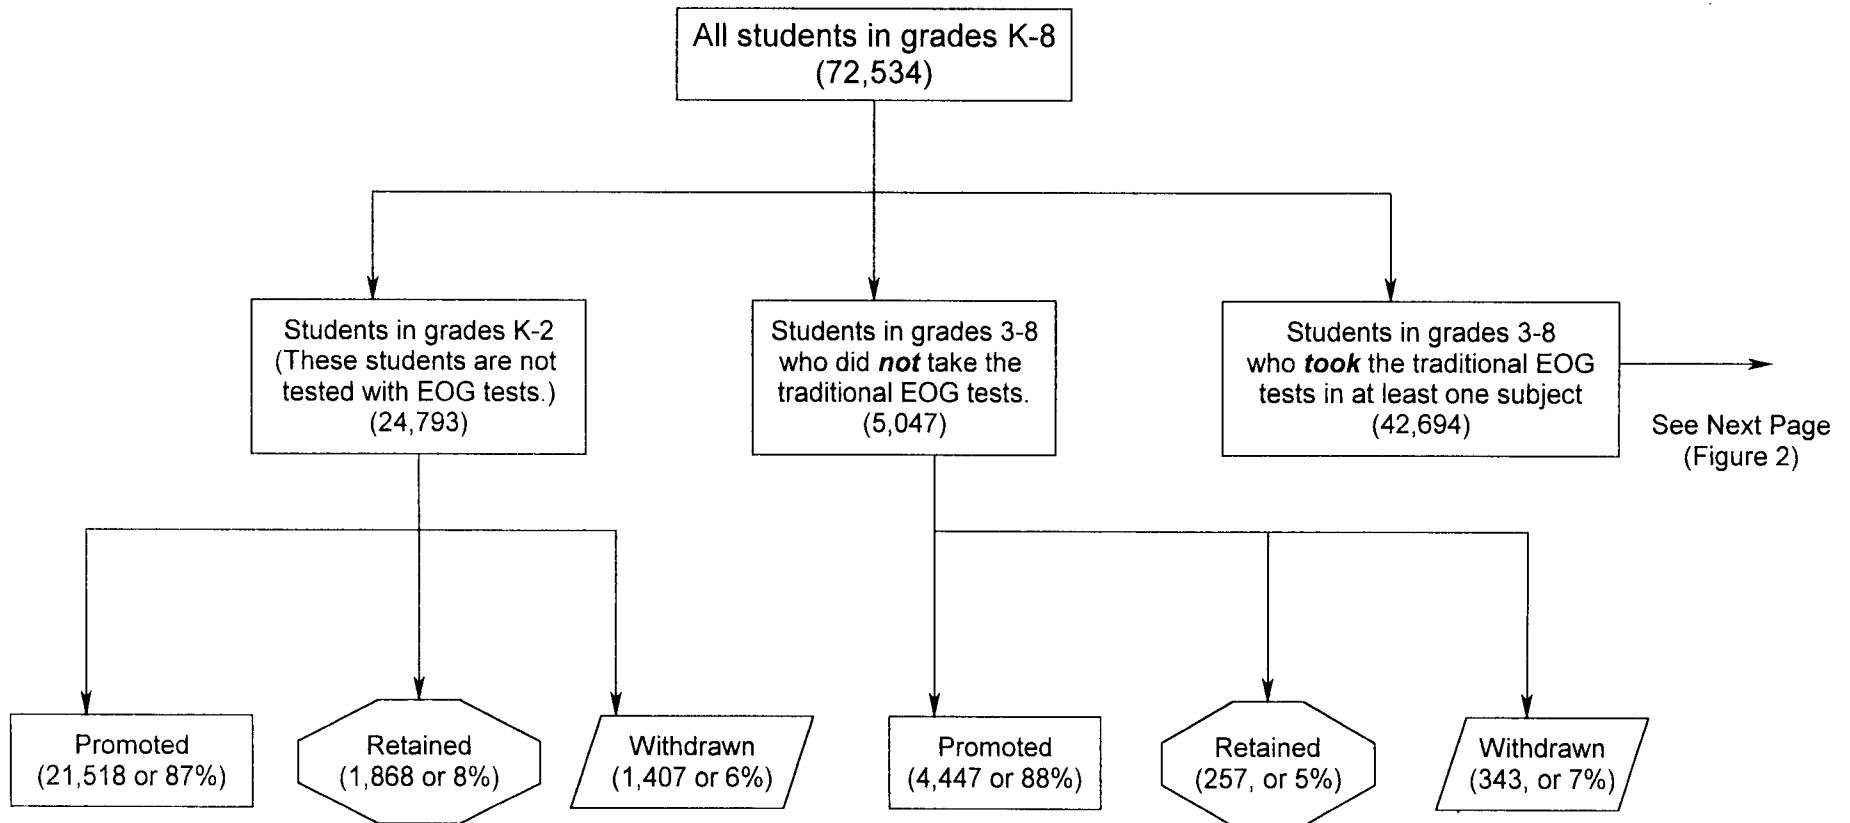 All students in grades K-8
(72,534)
Students in grades K-2
(These students are not
tested with EOG tests.)
(24,793)
Students in grades 3-8
who did not take the
traditional EOG tests.
(5,047)
Students in grades 3-8
who took the traditional EOG
tests in at least one subject
(42,694)
See Next Page
(Figure 2)
Promoted
(21,518 or 87%)
Retained
(1,868 or 8%)
Withdrawn
(1,407 or 6%)
Promoted
(4,447 or 88%)
Retained
(257, or 5%)
Withdrawn
(343, or 7%)